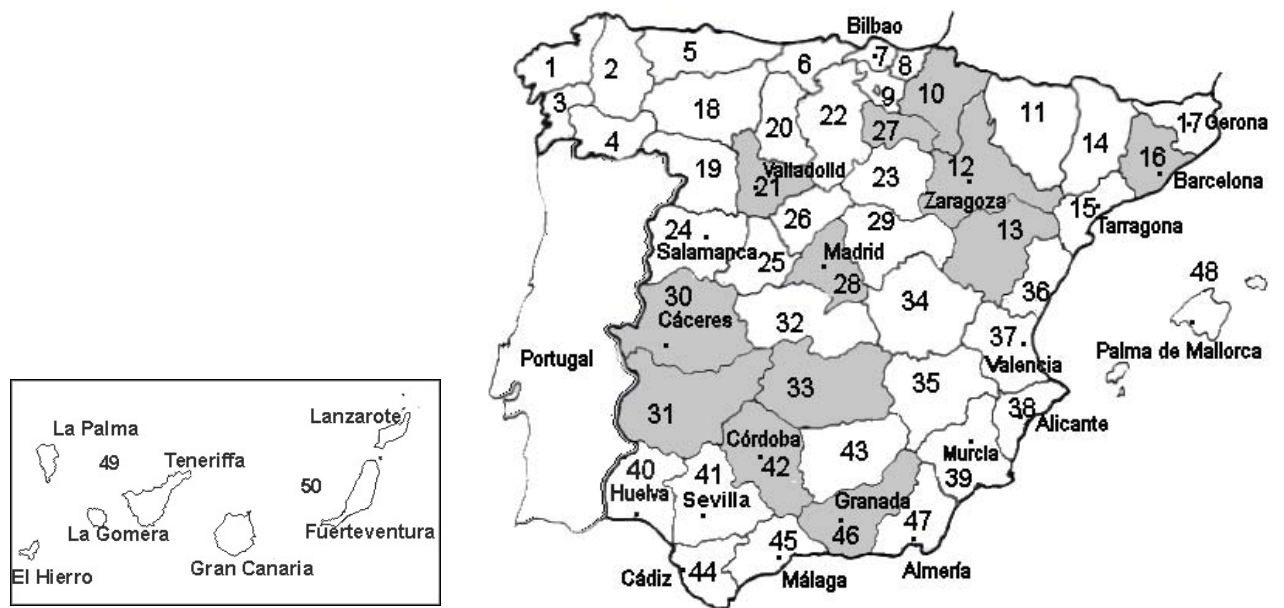 Bilbao
5
7
8
6
1
2
3
9
10
11
18
22
20
27
17
Gerona
4
14
16
Valladolid
21
12
19
23
Barcelona
Zaragoza
15
26
29
Tarragona
24
13
Salamanca
Madrid
25
48
28
30
36
34
Cáceres
32
37
Portugal
Valencia
Palma de Mallorca
33
35
31
38
Alicante
Córdoba
Murcia
43
40
41
42
39
Huelva
Sevilla
Granada
47
46
45
44
Cádiz
Málaga
Almería
Lanzarote
La Palma
49
Teneriffa
50
La Gomera
Fuerteventura
Gran Canaria
El Hierro